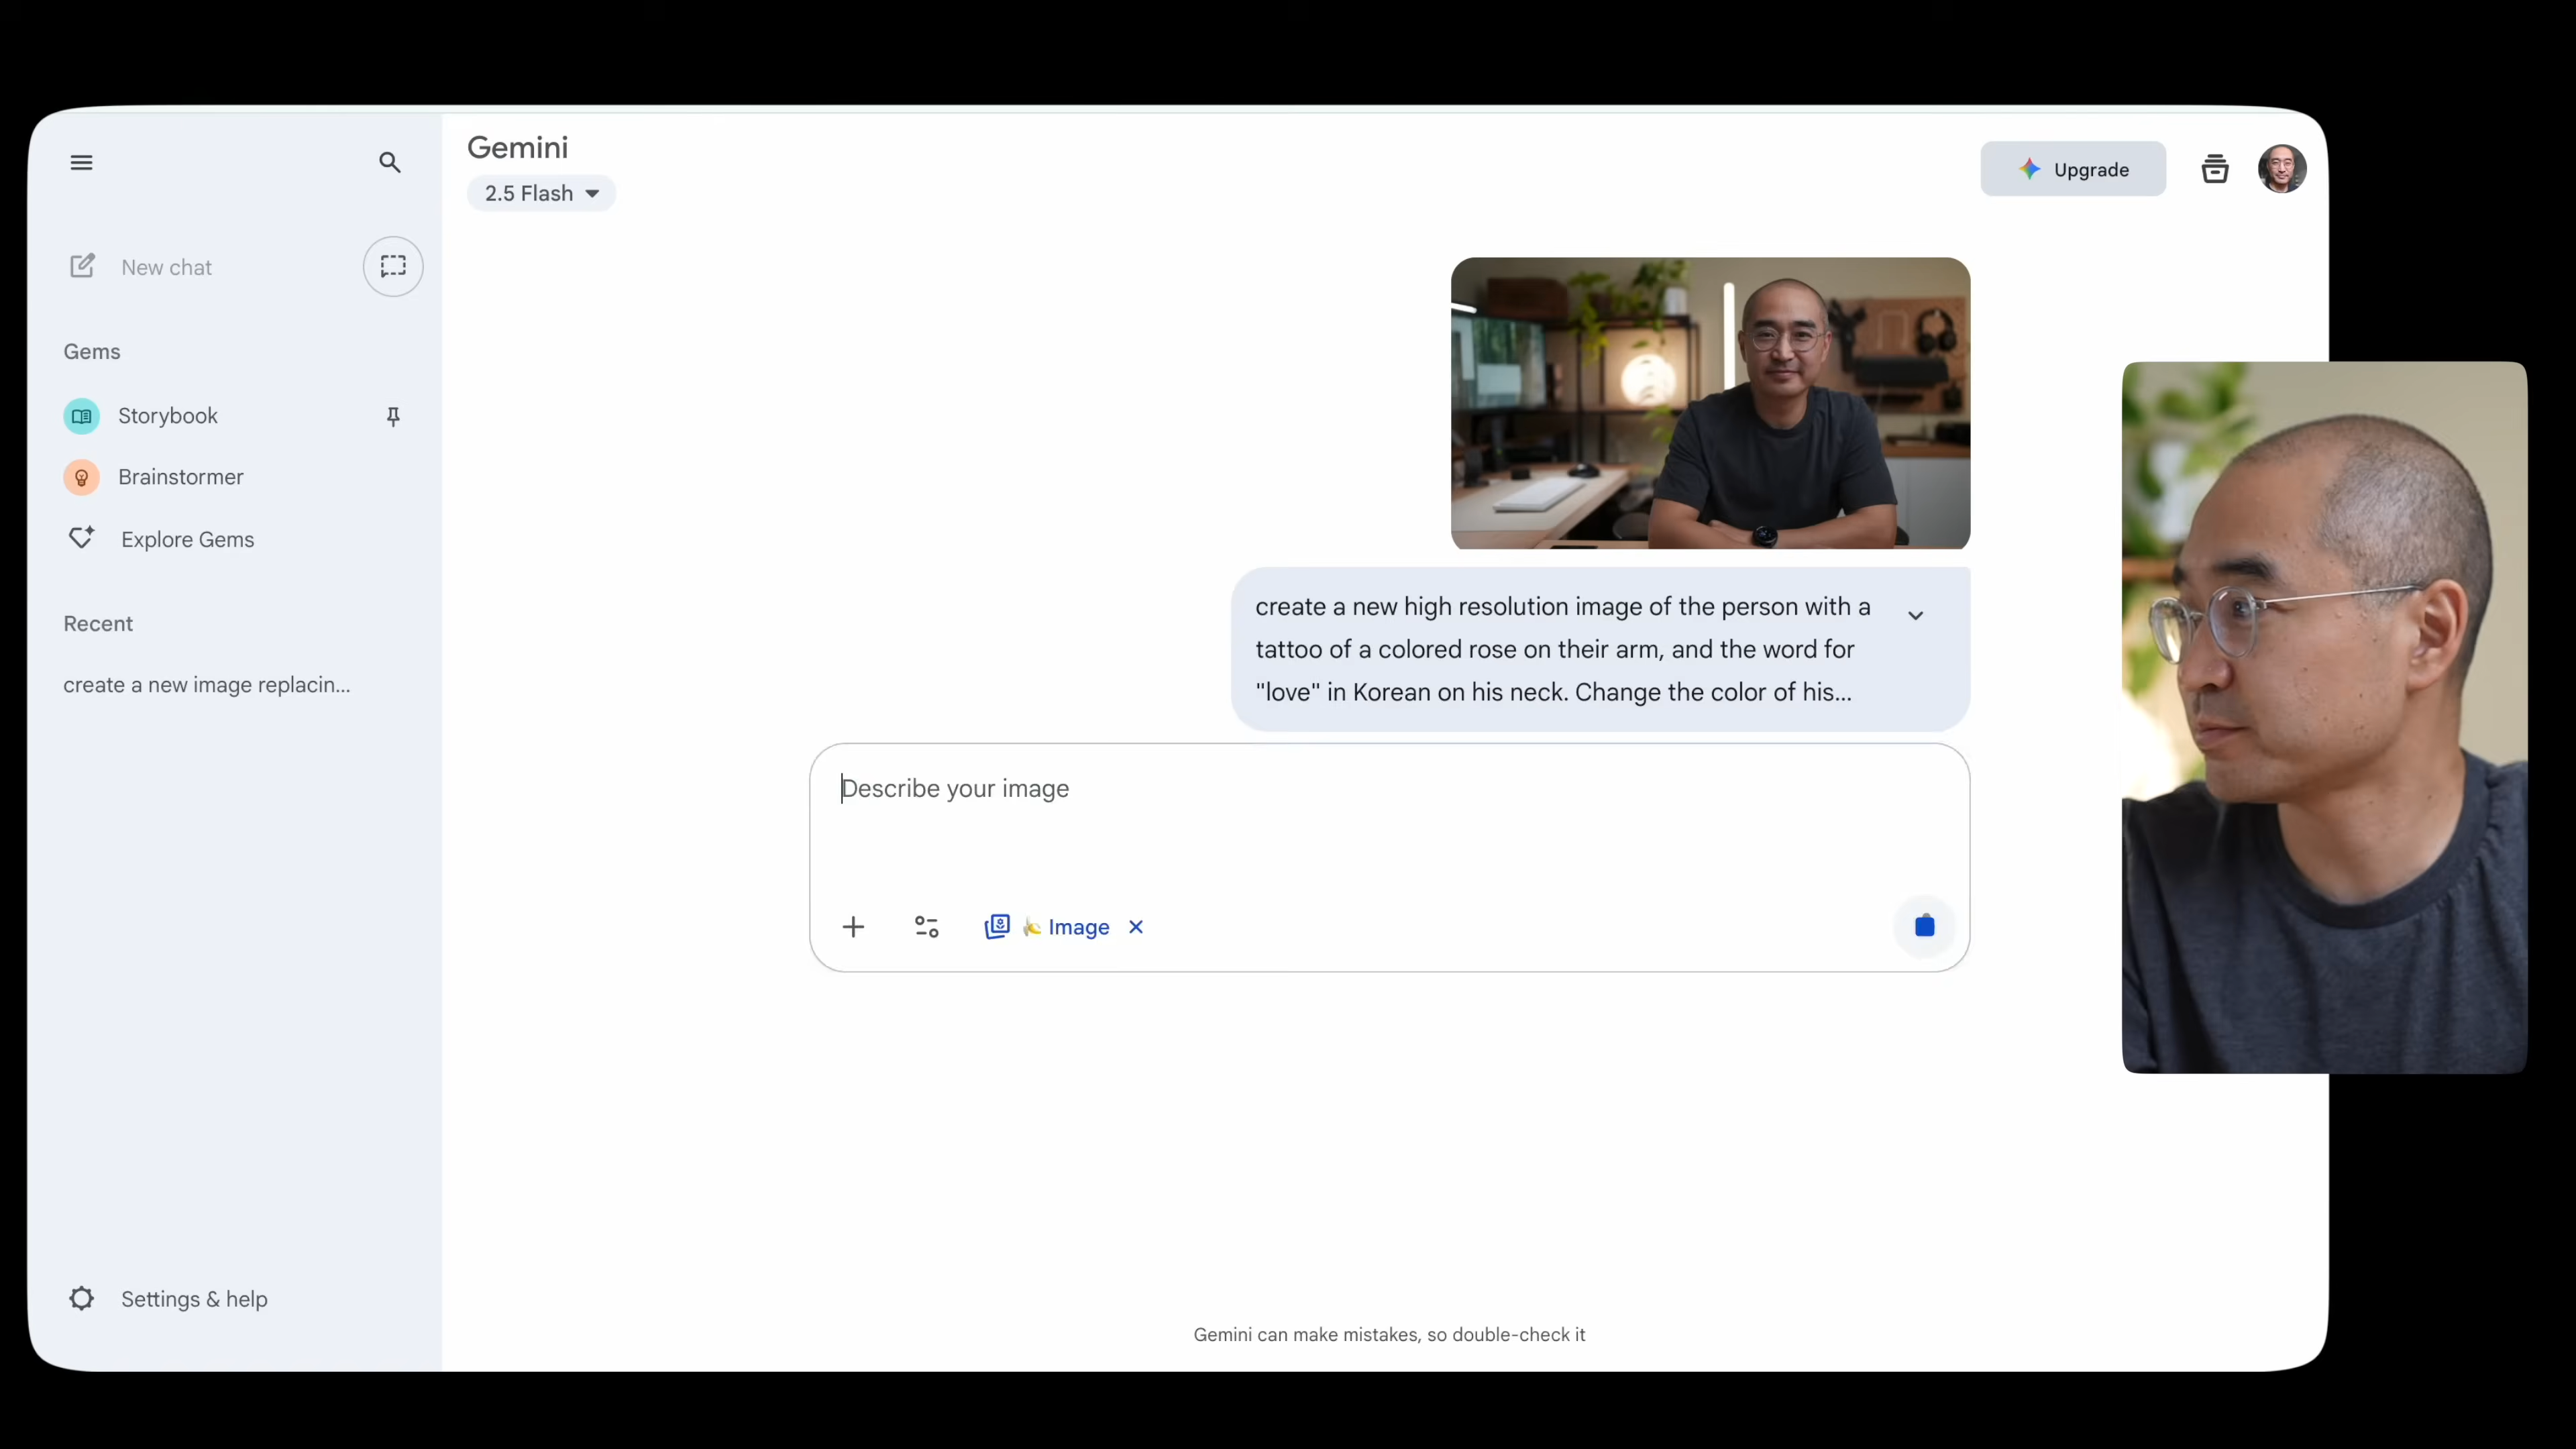 Gemini
2.5 Flash
Upgrade
New chat
Gems
Storybook
Brainstormer
Explore Gems
Recent
create a new image replacin...
create a new high resolution image of the person with a
tattoo of a colored rose on their arm, and the word for
"love" in Korean on his neck. Change the color of his...
Describe your image
Image
Settings & help
Gemini can make mistakes, so double-check it